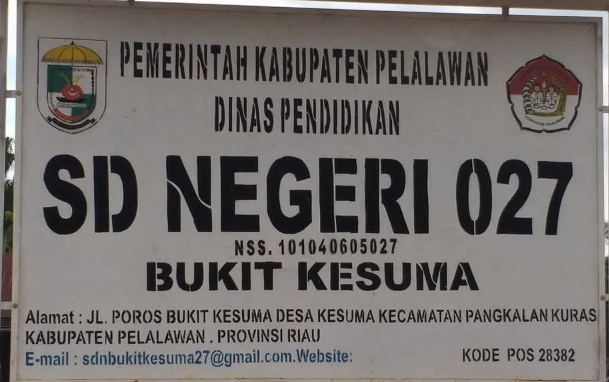 PEMERINTAH KABUPATEN PELALAWAN
DINAS PENDIDIKAN
SD NEGERI 027
NSS. 101040605027
BUKIT KESUMA
Alamat : JL. POROS BUKIT KESUMA DESA KESUMA KECAMATAN PANGKALAN KURAS
KABUPATEN PELALAWAN . PROVINSI RIAU
E-mail : sdnbukitkesuma27@gmail.com.Website:
KODE POS 28382